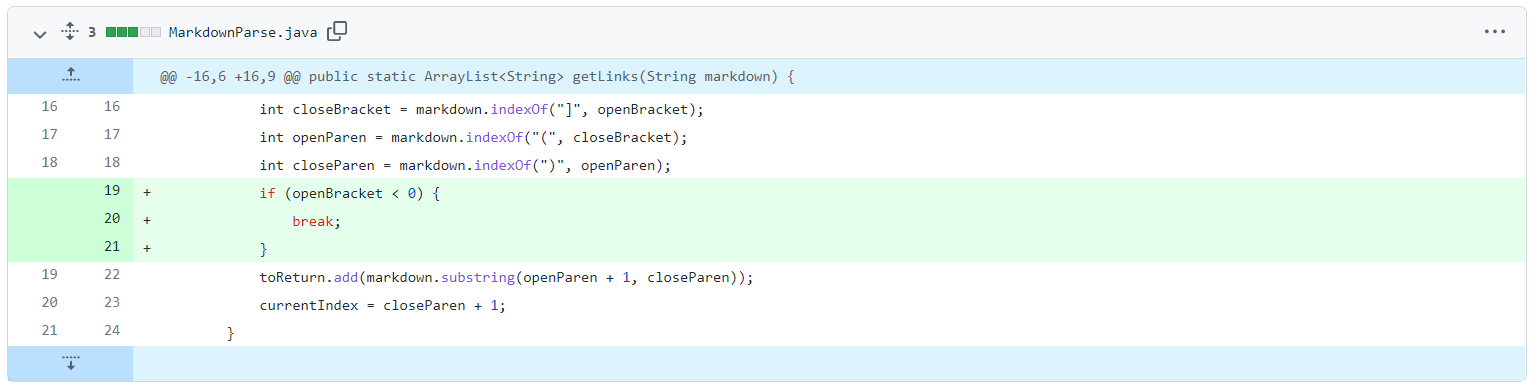 3 MarkdownParse.java
@@ -16,6 +16,9 @@ public static ArrayList<String> getLinks(String markdown) {
16 16 int closeBracket = markdown.indexOf("]", openBracket);
17 17 int openParen = markdown.indexOf("(", closeBracket);
18 18 int closeParen = markdown.indexOf(")", openParen);
19 + if (openBracket < 0) {
20 + break;
21 + }
19 22 toReturn.add(markdown.substring(openParen + 1, closeParen));
20 23 currentIndex = closeParen + 1;
21 24 }